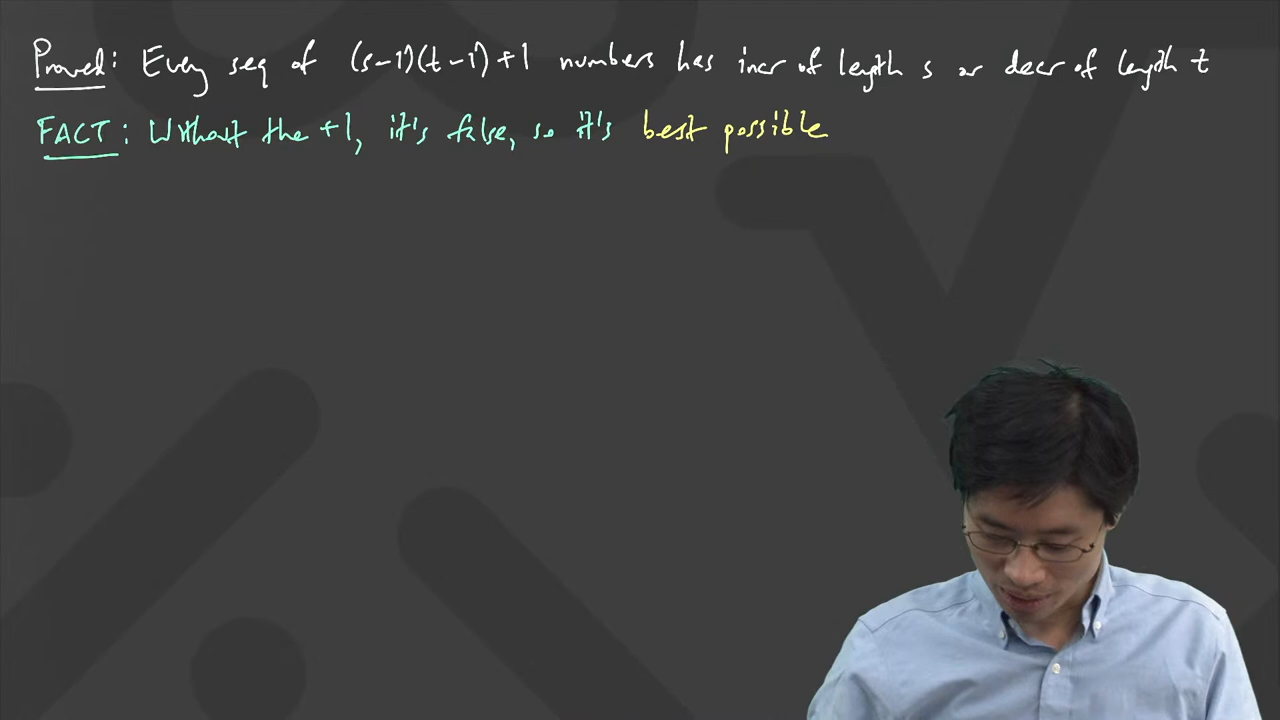 Proved: Every seq of (s-1)(t-1)+1 numbers has incr of length s or decr of length t
FACT: Without the +1, it's false, so it's best possible